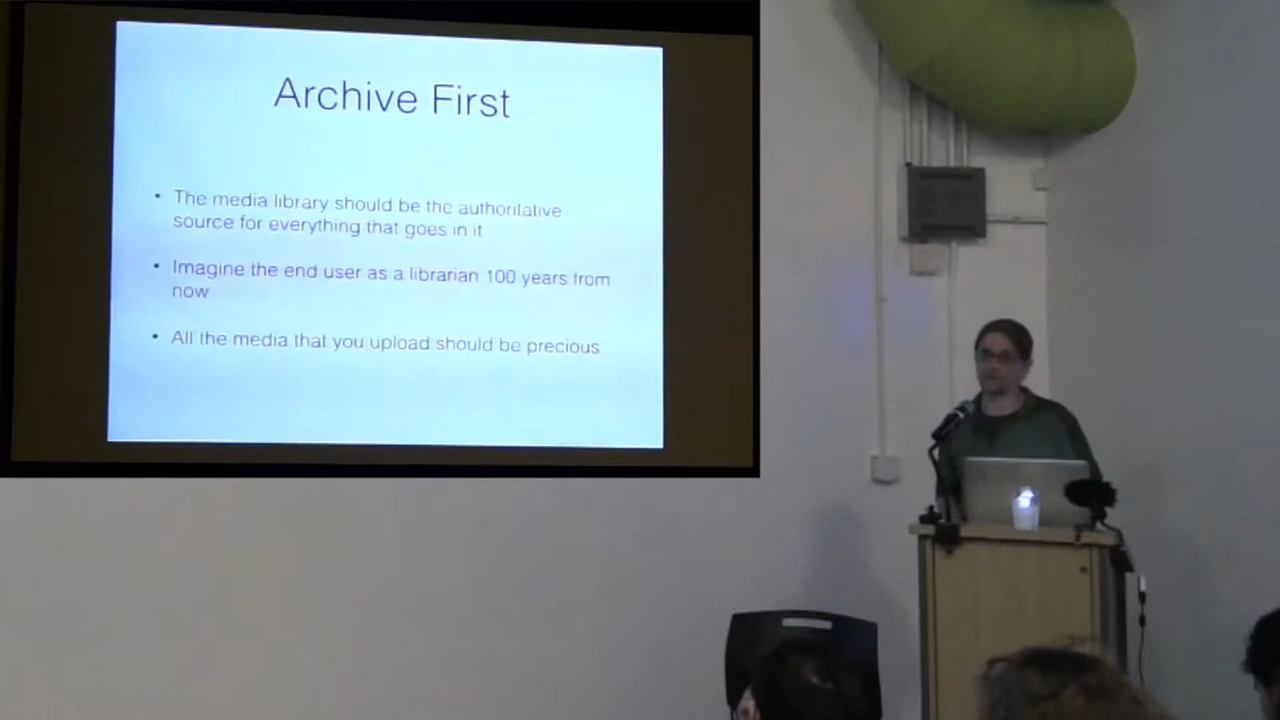 Archive First
• The media library should be the authoritative
source for everything that goes in it
• Imagine the end user as a librarian 100 years from
now
• All the media that you upload should be precious